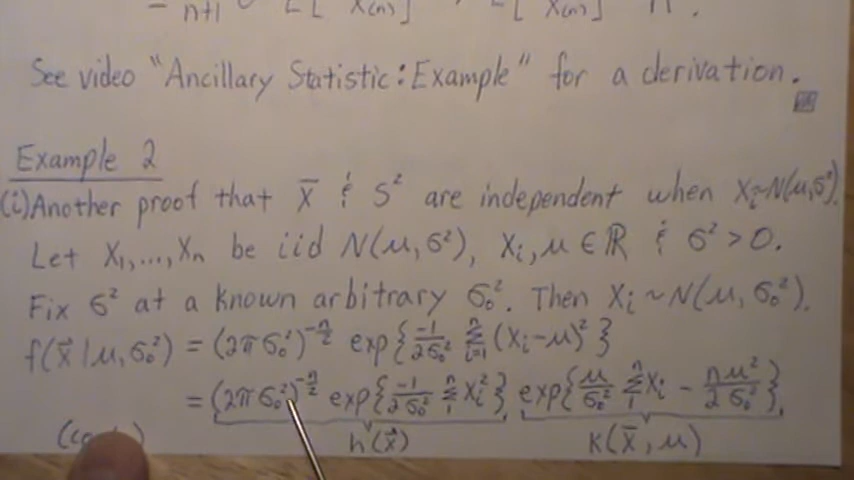 = 1/(n+1) E[ X(n) ] , E[ X(n) ] n .
See video "Ancillary Statistic: Example" for a derivation.
Example 2
(i) Another proof that X̄ & S² are independent when Xᵢ~N(μ,σ²).
Let X₁,...,Xₙ be iid N(μ,σ²), Xᵢ,μ∈ℝ & σ²>0.
Fix σ² at a known arbitrary σ₀². Then Xᵢ~N(μ,σ₀²).
f(x⃗|μ,σ₀²) = (2πσ₀²)^(-n/2) exp{-1/(2σ₀²) Σᵢ₌₁ⁿ (xᵢ-μ)²}
= (2πσ₀²)^(-n/2) exp{-1/(2σ₀²) Σ₁ⁿ xᵢ²} exp{μ/σ₀² Σ₁ⁿ xᵢ - nμ²/(2σ₀²)}
h(x⃗) K(x̄,μ)